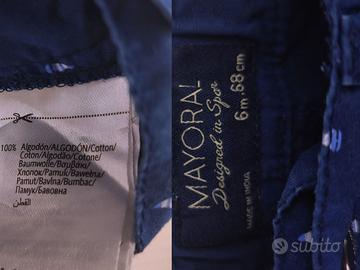 100% Algodón/ALGODÓN/Cotton/
Coton/Algodão/Cotone/
Baumwolle/Βαμβάκι/
Хлопок/Pamuk/Bawełna/
Pamut/Bavlna/Bumbac/
Памук/Бавовна
القطن
MAYORAL
Designed in Spain
6 m.68 cm
MADE IN INDIA
subito